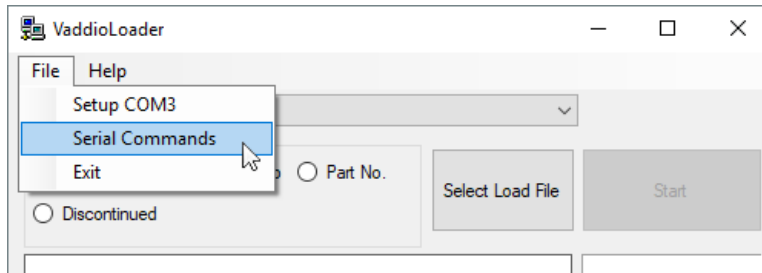 VaddioLoader
File Help
Setup COM3
Serial Commands
Exit
Part No.
Select Load File
Start
Discontinued